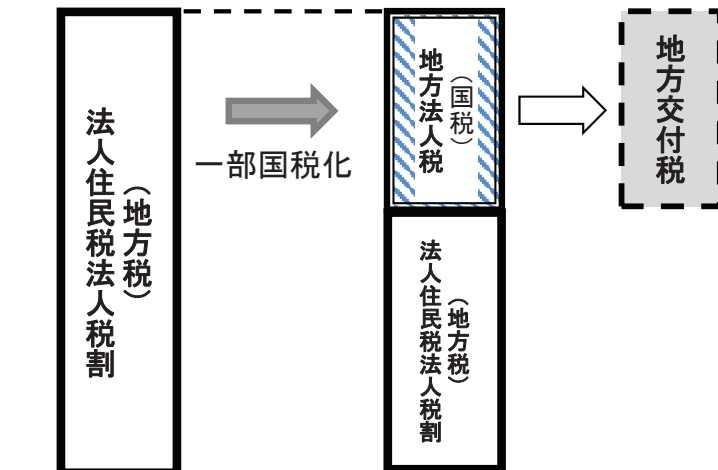 法人住民税法人税割
（地方税）
一部国税化
地方法人税
（国税）
法人住民税法人税割
（地方税）
地方交付税